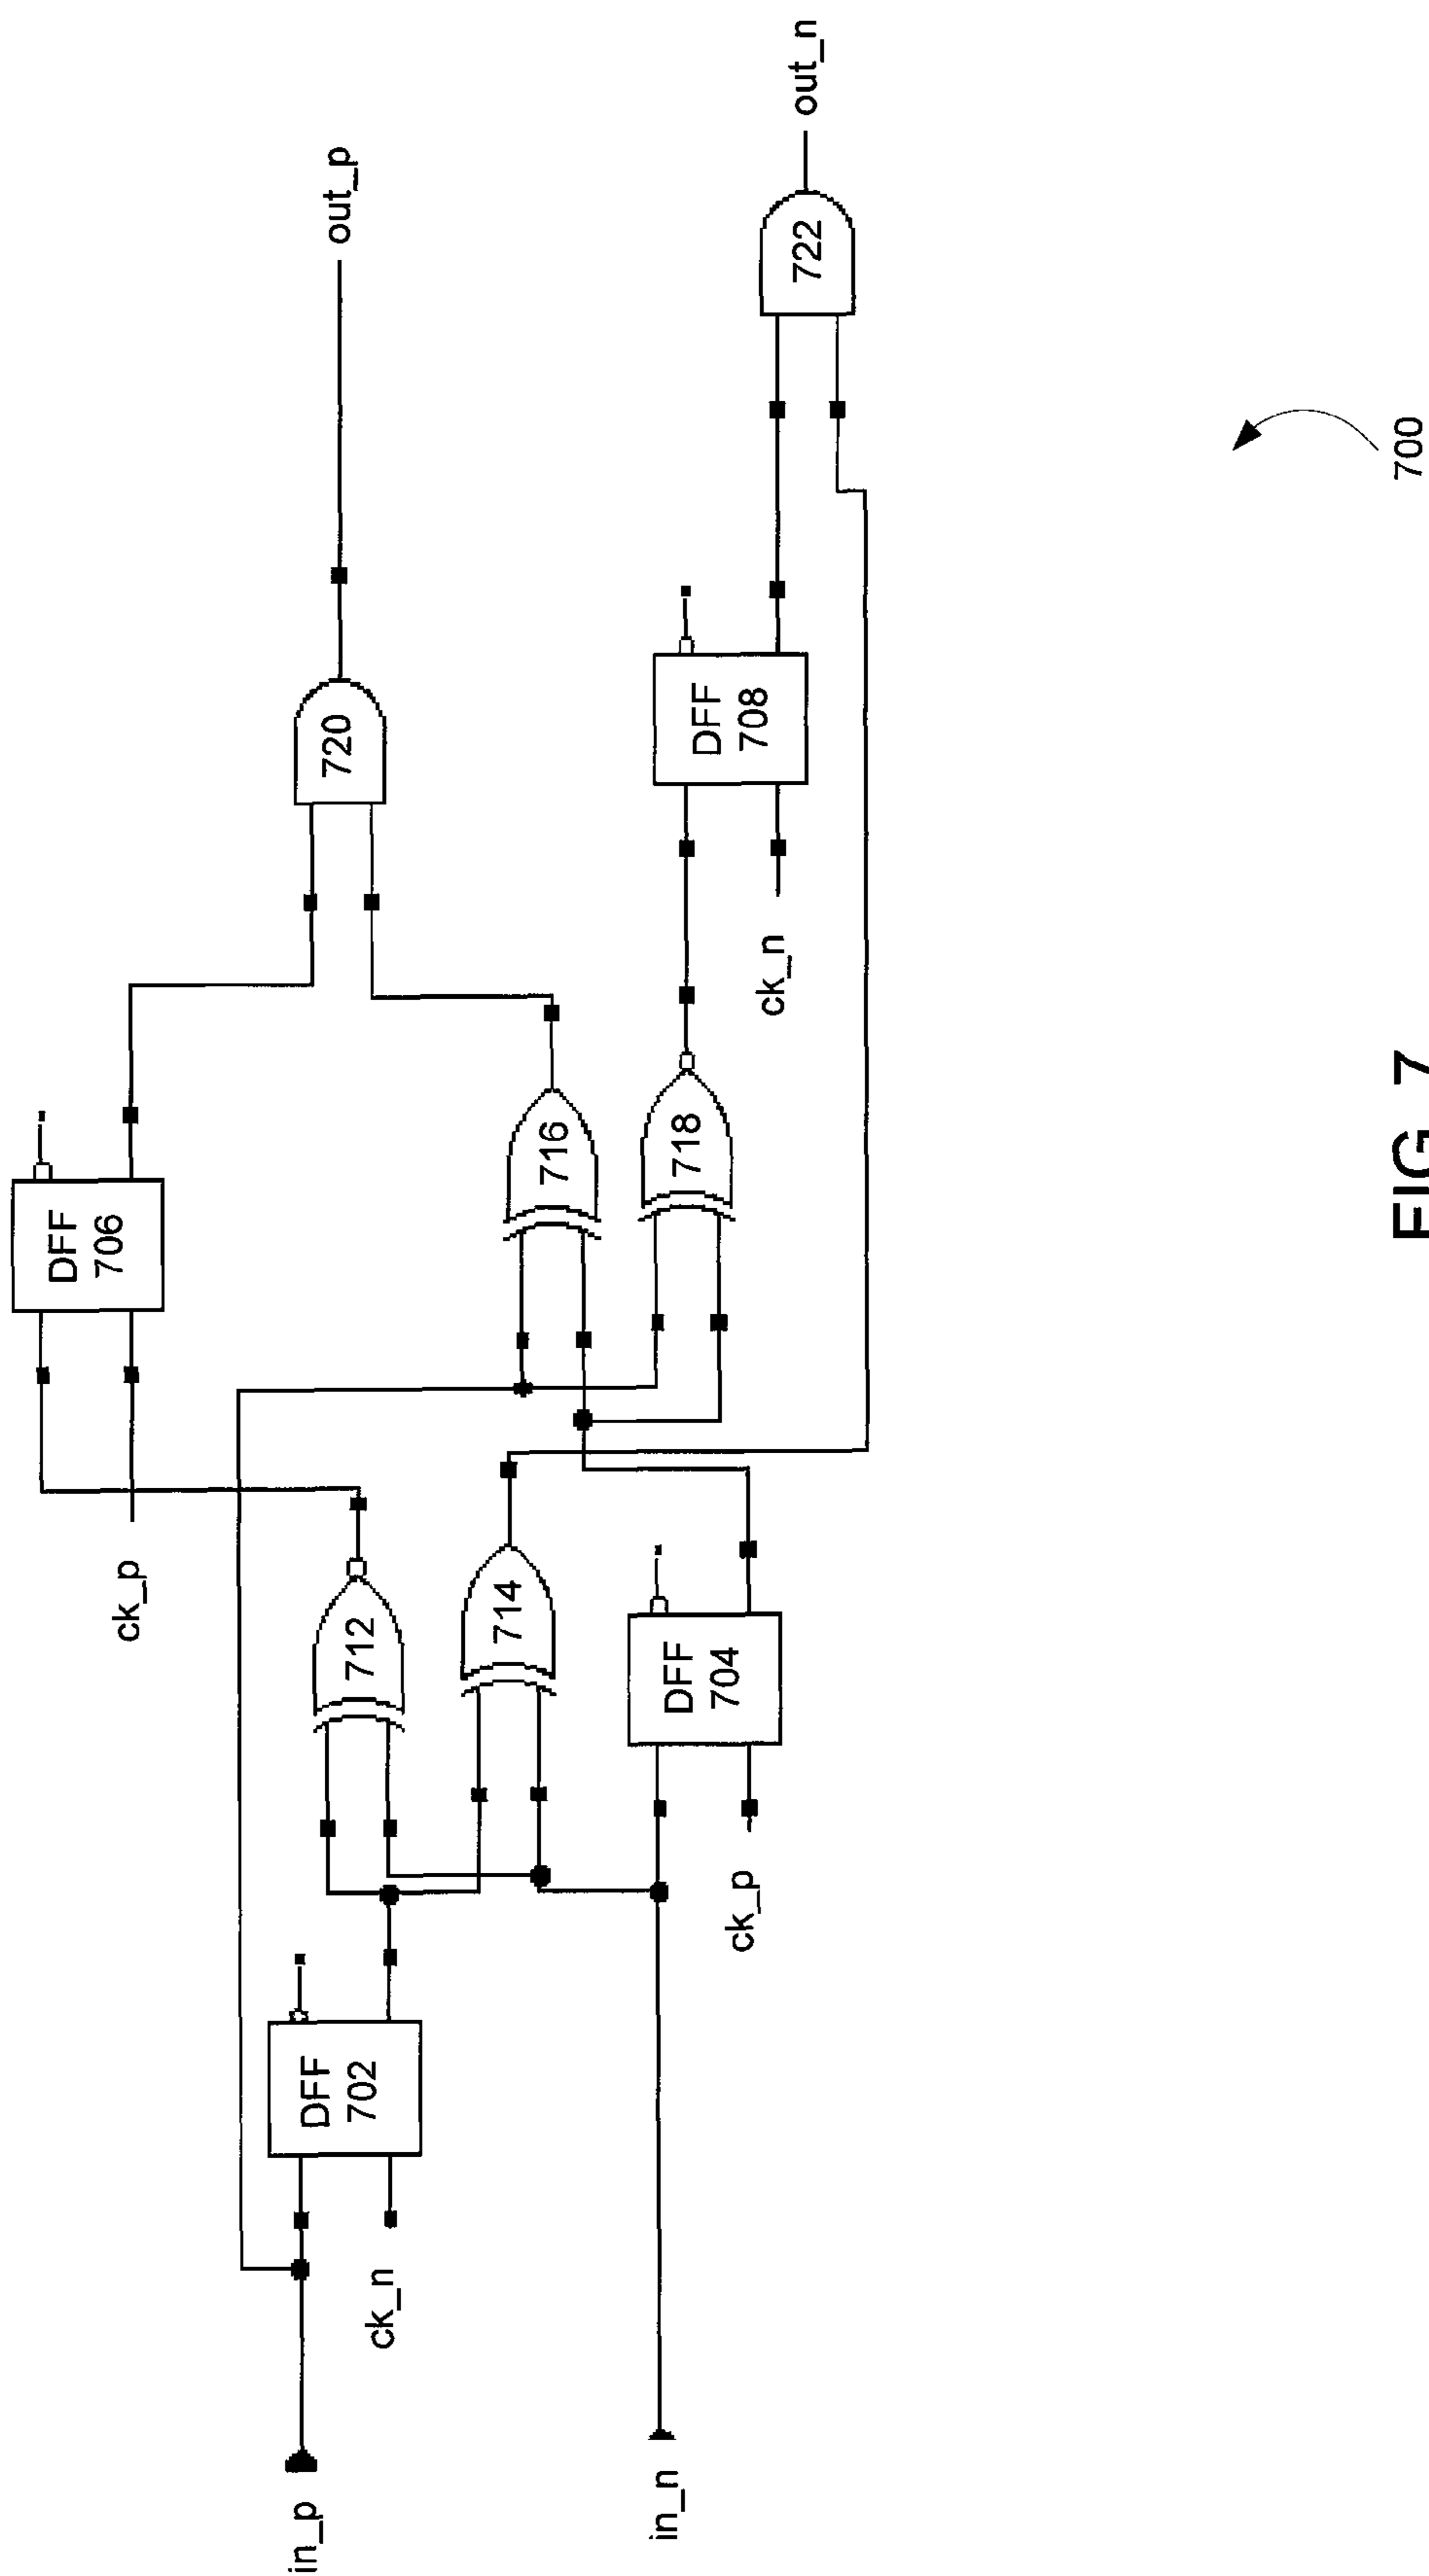 in_p
ck_n
DFF
702
in_n
ck_p
DFF
704
712
714
ck_p
DFF
706
716
718
ck_n
DFF
708
720
out_p
722
out_n
700
FIG. 7